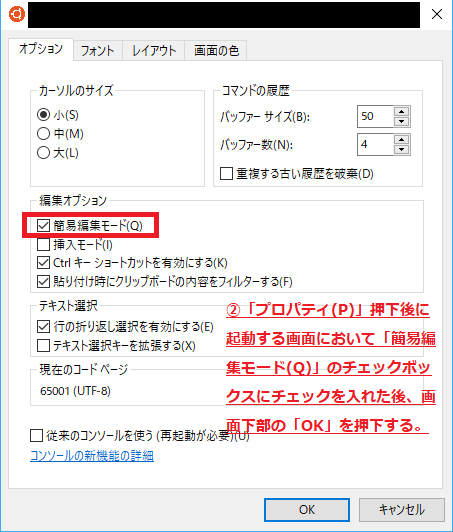 オプション フォント レイアウト 画面の色
カーソルのサイズ
小(S)
中(M)
大(L)
コマンドの履歴
バッファー サイズ(B): 50
バッファー数(N): 4
重複する古い履歴を破棄(D)
編集オプション
簡易編集モード(Q)
挿入モード(I)
Ctrl キー ショートカットを有効にする(K)
貼り付け時にクリップボードの内容をフィルターする(F)
テキスト選択
行の折り返し選択を有効にする(E)
テキスト選択キーを拡張する(X)
現在のコード ページ
65001 (UTF-8)
②「プロパティ(P)」押下後に
起動する画面において「簡易編
集モード(Q)」のチェックボッ
クスにチェックを入れた後、画
面下部の「OK」を押下する。
従来のコンソールを使う (再起動が必要)(U)
コンソールの新機能の詳細
OK キャンセル